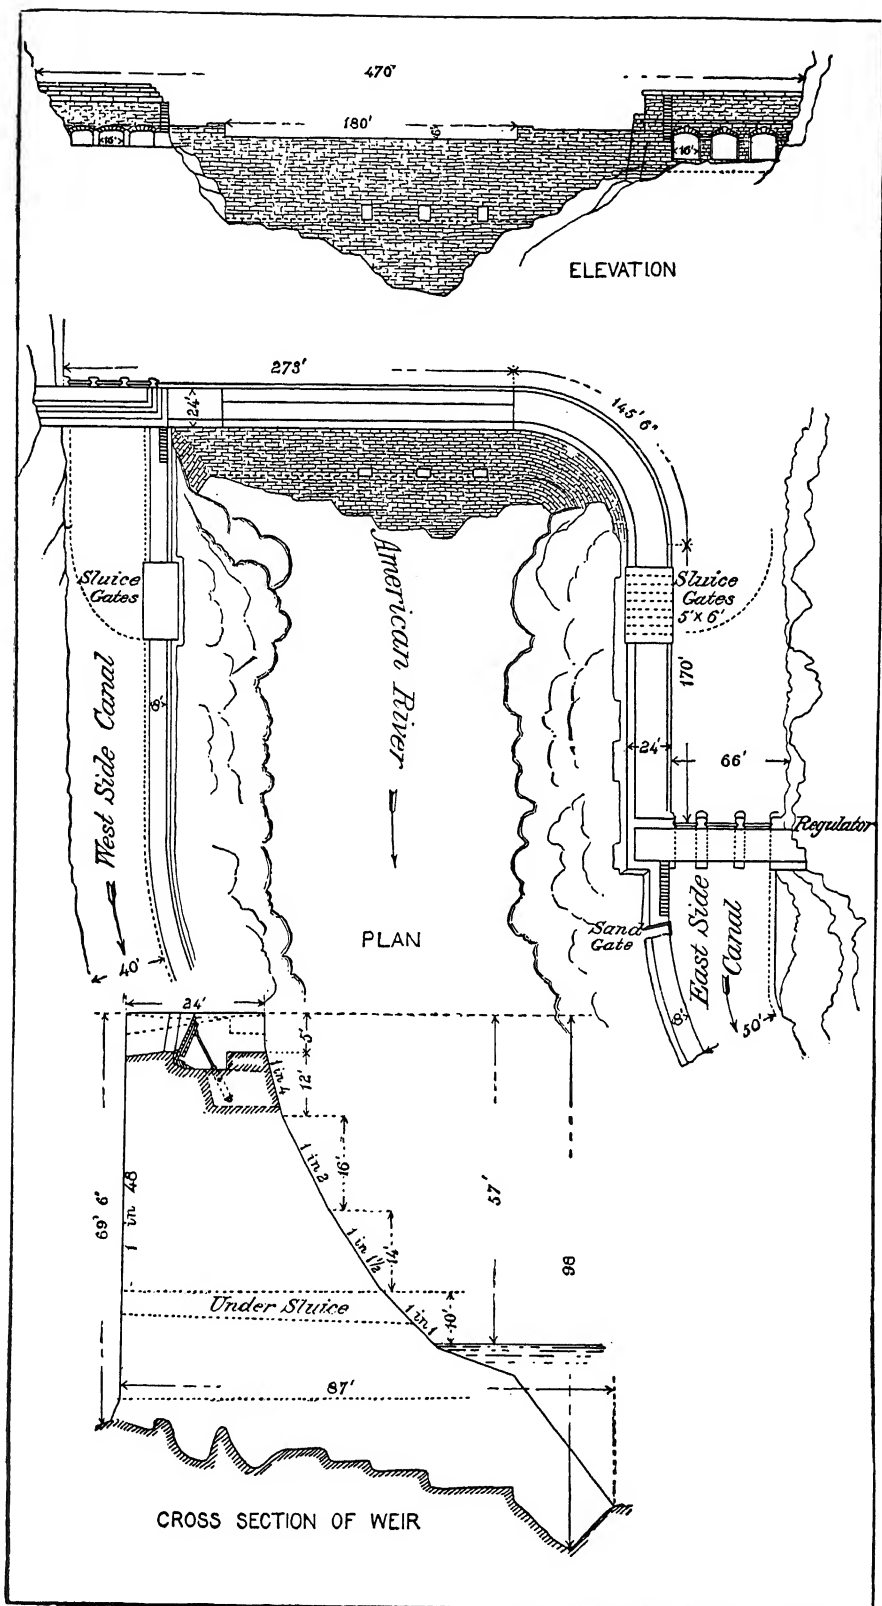 470'
180'
6'
16'
16'
ELEVATION
273'
24'
145' 6"
American River
Sluice
Gates
Sluice
Gates
5' X 6'
170'
8'
West Side Canal
24'
66'
Regulator
PLAN
Sand
Gate
East Side
Canal
40'
8'
50'
24'
5'
12'
4 in 1
1 in 2
16'
69' 6"
1 in 48
57'
1 in 1½
14'
98
Under Sluice
1 in 1
10'
87'
CROSS SECTION OF WEIR